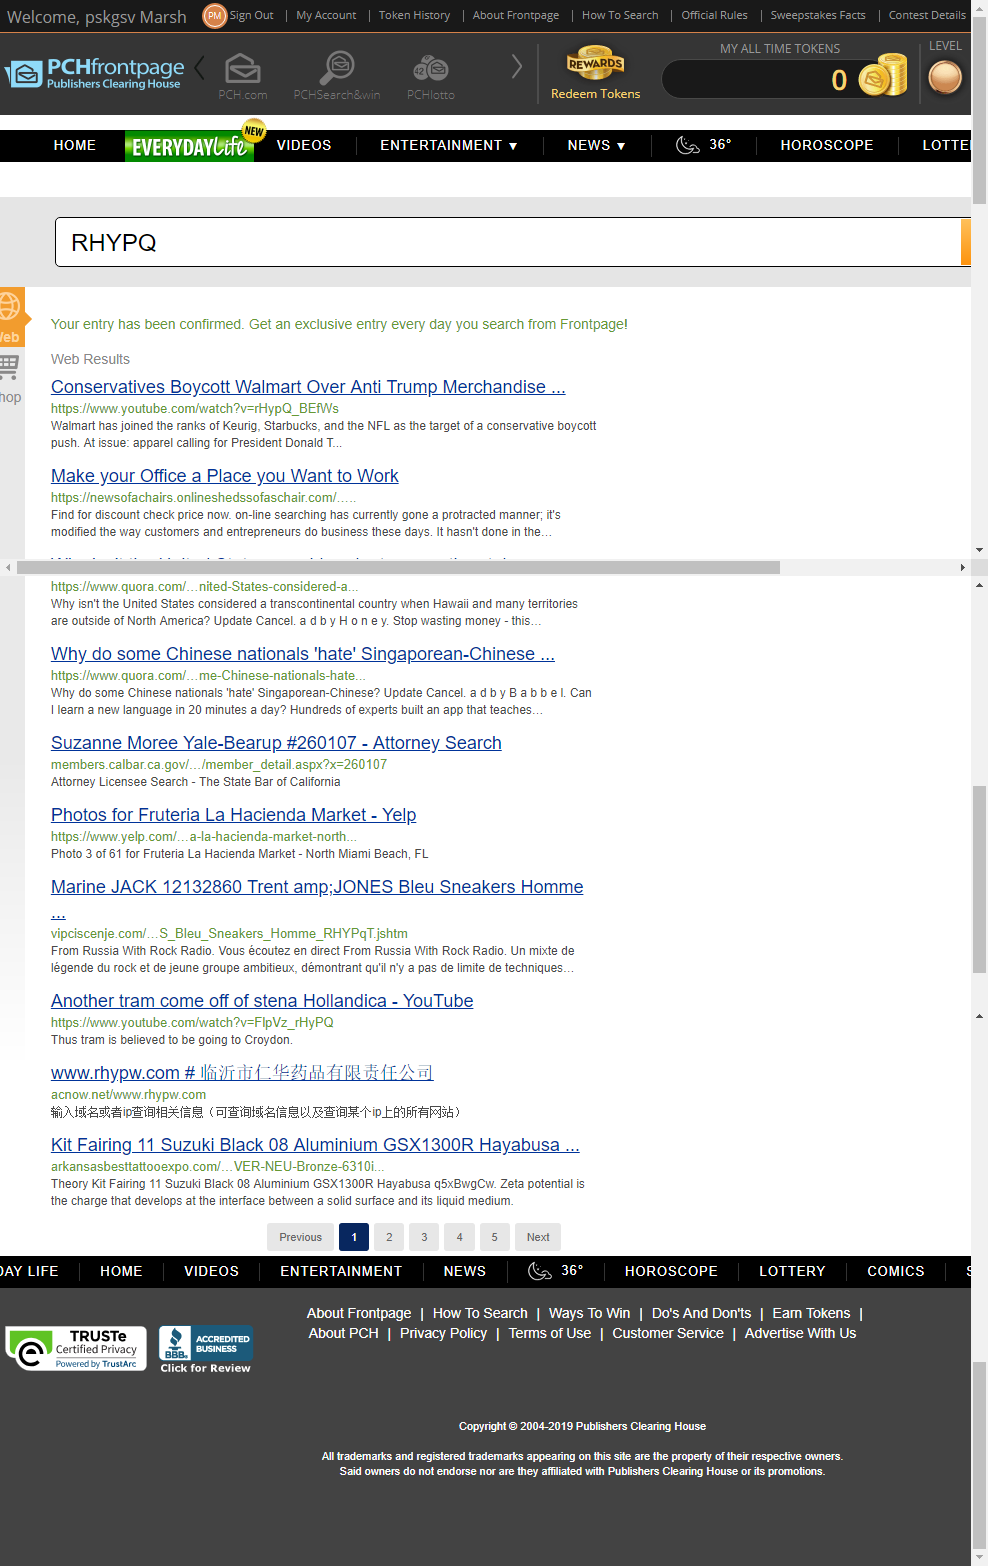 Welcome, pskgsv Marsh
PM
Sign Out | My Account | Token History | About Frontpage | How To Search | Official Rules | Sweepstakes Facts | Contest Details
PCHfrontpage
Publishers Clearing House
PCH.com
PCHSearch&win
42
PCHlotto
REWARDS
Redeem Tokens
MY ALL TIME TOKENS
0
LEVEL
HOME
EVERYDAY Life
NEW
VIDEOS
ENTERTAINMENT ▼
NEWS ▼
36°
HOROSCOPE
LOTTE
RHYPQ
Web
hop
Your entry has been confirmed. Get an exclusive entry every day you search from Frontpage!
Web Results
Conservatives Boycott Walmart Over Anti Trump Merchandise ...
https://www.youtube.com/watch?v=rHypQ_BEfWs
Walmart has joined the ranks of Keurig, Starbucks, and the NFL as the target of a conservative boycott
push. At issue: apparel calling for President Donald T...
Make your Office a Place you Want to Work
https://newsofachairs.onlineshedssofaschair.com/…..
Find for discount check price now. on-line searching has currently gone a protracted manner; it's
modified the way customers and entrepreneurs do business these days. It hasn't done in the…
https://www.quora.com/…nited-States-considered-a...
Why isn't the United States considered a transcontinental country when Hawaii and many territories
are outside of North America? Update Cancel. a d b y H o n e y. Stop wasting money - this…
Why do some Chinese nationals 'hate' Singaporean-Chinese ...
https://www.quora.com/…me-Chinese-nationals-hate...
Why do some Chinese nationals 'hate' Singaporean-Chinese? Update Cancel. a d b y B a b b e l. Can
I learn a new language in 20 minutes a day? Hundreds of experts built an app that teaches…
Suzanne Moree Yale-Bearup #260107 - Attorney Search
members.calbar.ca.gov/…/member_detail.aspx?x=260107
Attorney Licensee Search - The State Bar of California
Photos for Fruteria La Hacienda Market - Yelp
https://www.yelp.com/…a-la-hacienda-market-north...
Photo 3 of 61 for Fruteria La Hacienda Market - North Miami Beach, FL
Marine JACK 12132860 Trent amp;JONES Bleu Sneakers Homme
...
vipciscenje.com/…S_Bleu_Sneakers_Homme_RHYPqT.jshtm
From Russia With Rock Radio. Vous écoutez en direct From Russia With Rock Radio. Un mixte de
légende du rock et de jeune groupe ambitieux, démontrant qu'il n'y a pas de limite de techniques…
Another tram come off of stena Hollandica - YouTube
https://www.youtube.com/watch?v=FlpVz_rHyPQ
Thus tram is believed to be going to Croydon.
www.rhypw.com # 临沂市仁华药品有限责任公司
acnow.net/www.rhypw.com
输入域名或者ip查询相关信息（可查询域名信息以及查询某个ip上的所有网站）
Kit Fairing 11 Suzuki Black 08 Aluminium GSX1300R Hayabusa ...
arkansasbesttattooexpo.com/…VER-NEU-Bronze-6310i...
Theory Kit Fairing 11 Suzuki Black 08 Aluminium GSX1300R Hayabusa q5xBwgCw. Zeta potential is
the charge that develops at the interface between a solid surface and its liquid medium.
Previous 1 2 3 4 5 Next
DAY LIFE HOME VIDEOS ENTERTAINMENT NEWS 36° HOROSCOPE LOTTERY COMICS S
About Frontpage | How To Search | Ways To Win | Do's And Don'ts | Earn Tokens |
About PCH | Privacy Policy | Terms of Use | Customer Service | Advertise With Us
TRUSTe
Certified Privacy
Powered by TrustArc
BBB.
ACCREDITED
BUSINESS
Click for Review
Copyright © 2004-2019 Publishers Clearing House
All trademarks and registered trademarks appearing on this site are the property of their respective owners.
Said owners do not endorse nor are they affiliated with Publishers Clearing House or its promotions.